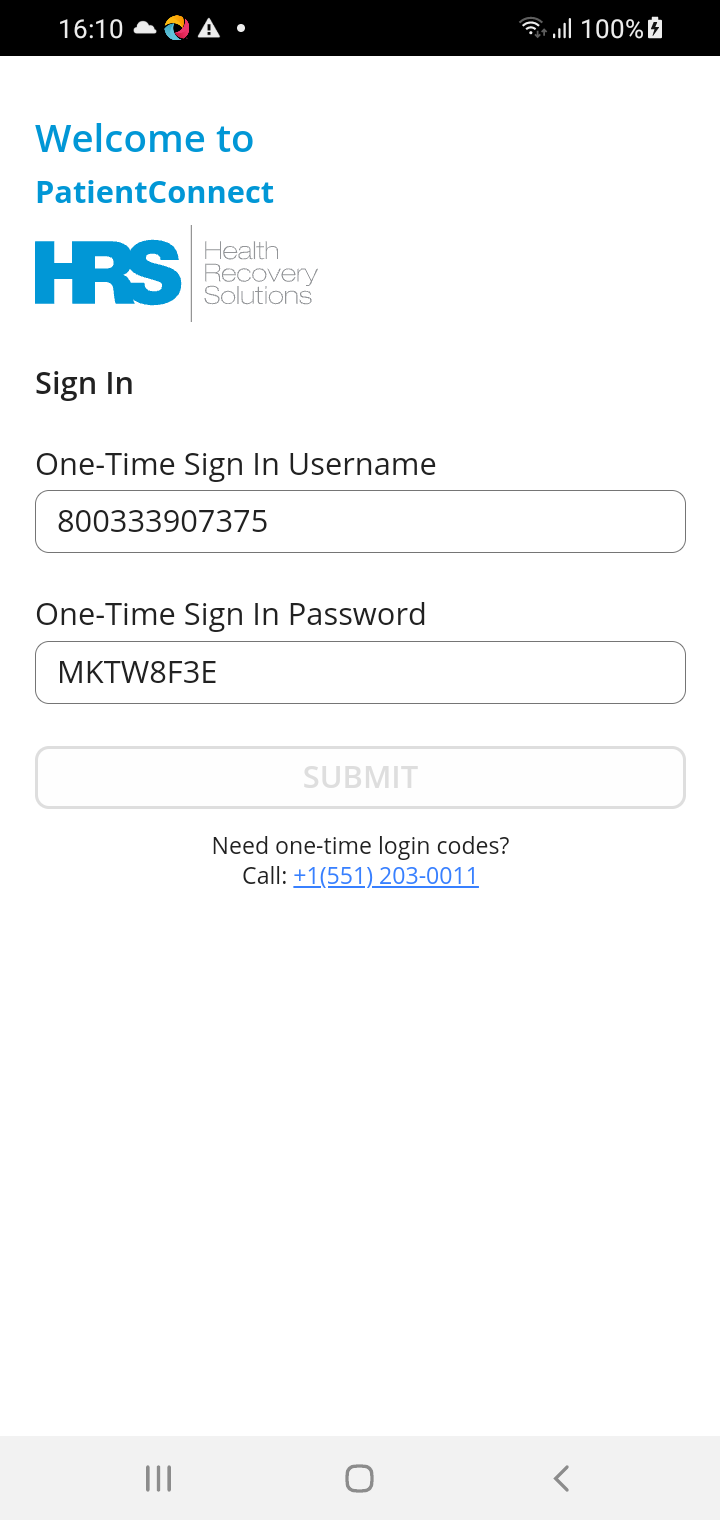 16:10
100%
Welcome to
PatientConnect
HRS
Health
Recovery
Solutions
Sign In
One-Time Sign In Username
800333907375
One-Time Sign In Password
MKTW8F3E
SUBMIT
Need one-time login codes?
Call: +1(551) 203-0011